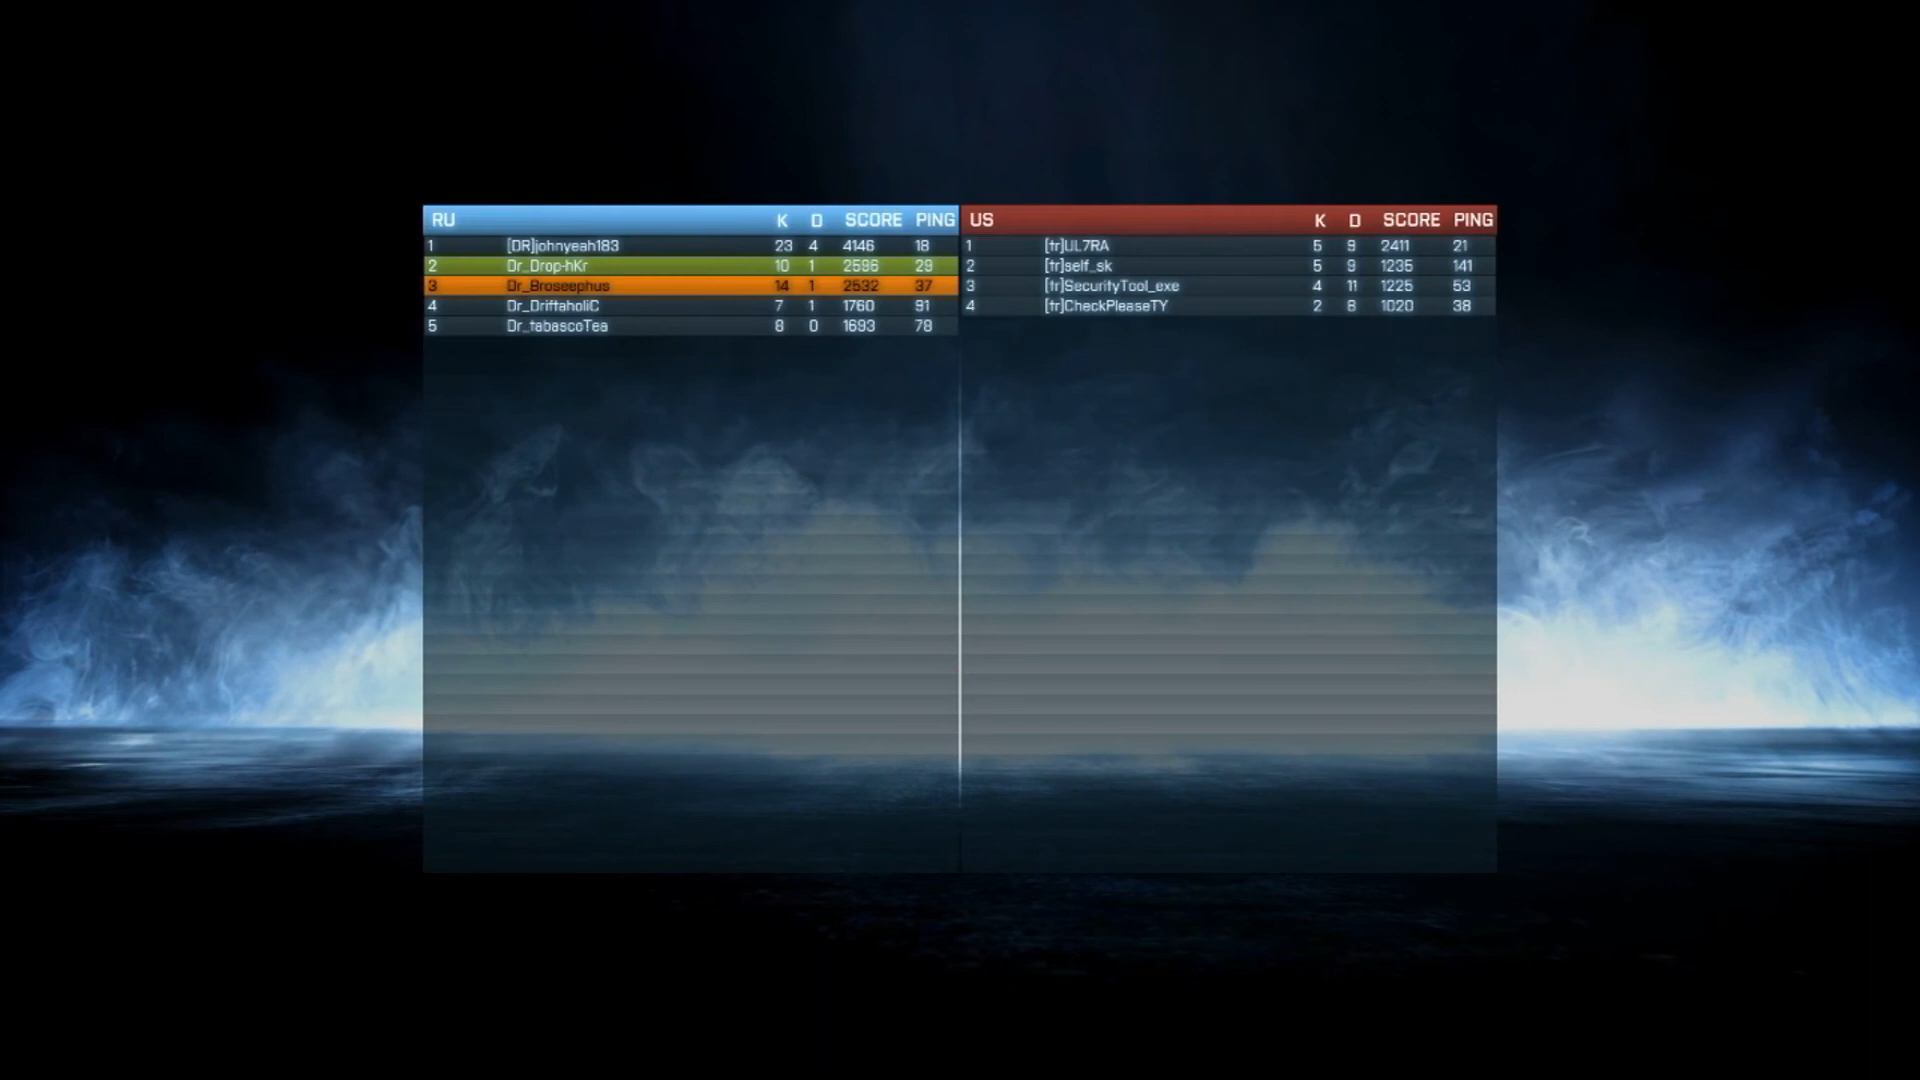 RU K D SCORE PING
1 [DR]johnyeah183 23 4 4146 18
2 Dr_Drop-hKr 10 1 2596 29
3 Dr_Broseephus 14 1 2532 37
4 Dr_DriftaholiC 7 1 1760 91
5 Dr_tabascoTea 8 0 1693 78
US K D SCORE PING
1 [tr]UL7RA 5 9 2411 21
2 [tr]self_sk 5 9 1235 141
3 [tr]SecurityTool_exe 4 11 1225 53
4 [tr]CheckPleaseTY 2 8 1020 38